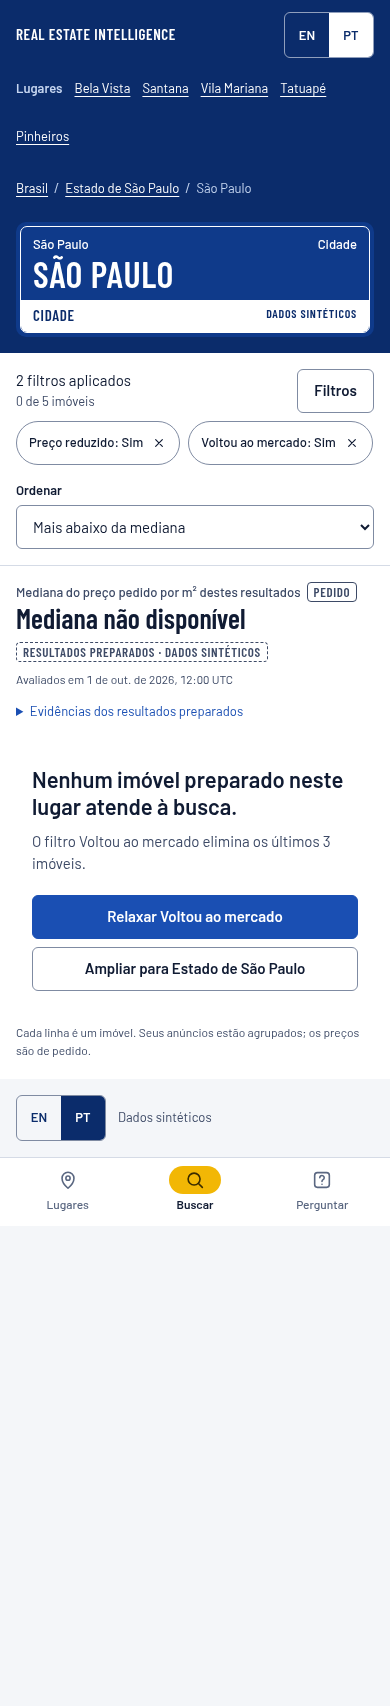 REAL ESTATE INTELLIGENCE
EN PT
Lugares Bela Vista Santana Vila Mariana Tatuapé
Pinheiros
Brasil / Estado de São Paulo / São Paulo
São Paulo Cidade
SÃO PAULO
CIDADE DADOS SINTÉTICOS
2 filtros aplicados
0 de 5 imóveis
Filtros
Preço reduzido: Sim × Voltou ao mercado: Sim ×
Ordenar
Mais abaixo da mediana
Mediana do preço pedido por m² destes resultados PEDIDO
Mediana não disponível
RESULTADOS PREPARADOS · DADOS SINTÉTICOS
Avaliados em 1 de out. de 2026, 12:00 UTC
Evidências dos resultados preparados
Nenhum imóvel preparado neste
lugar atende à busca.
O filtro Voltou ao mercado elimina os últimos 3
imóveis.
Relaxar Voltou ao mercado
Ampliar para Estado de São Paulo
Cada linha é um imóvel. Seus anúncios estão agrupados; os preços
são de pedido.
EN PT Dados sintéticos
Lugares Buscar Perguntar